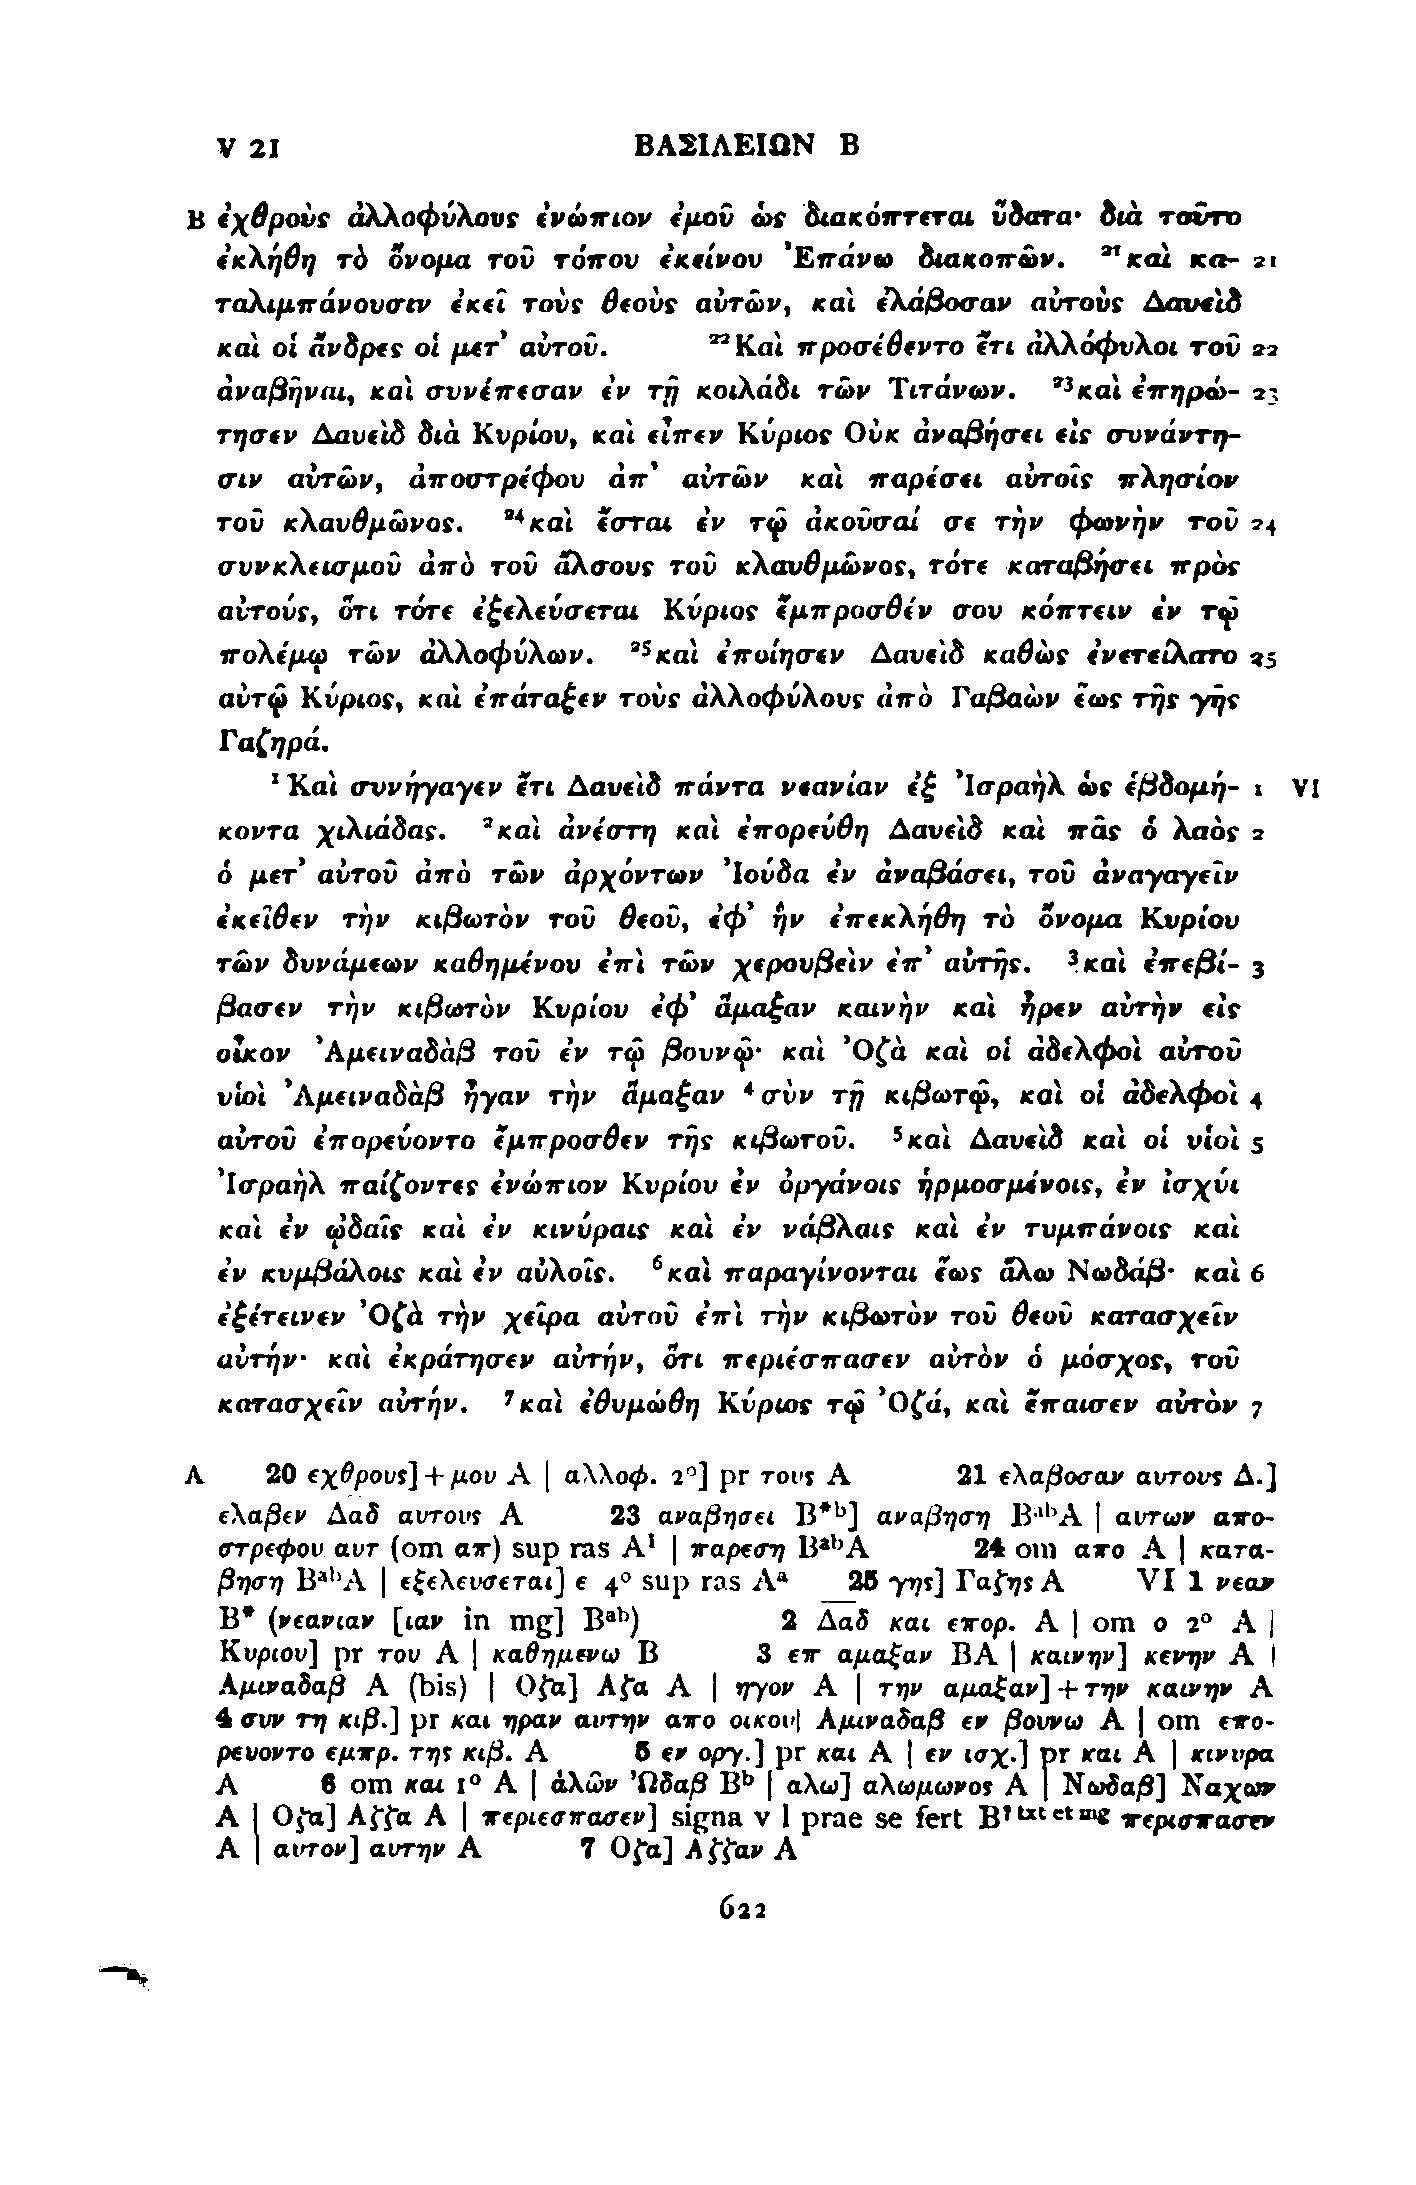 V 21 ΒΑΣΙΛΕΙΩΝ Β
B ἐχθροὺς ἀλλοφύλους ἐνώπιον ἐμοῦ ὡς διακόπτεται ὕδατα· διὰ τοῦτο
ἐκλήθη τὸ ὄνομα τοῦ τόπου ἐκείνου Ἐπάνω διακοπῶν. ²¹καὶ κα- 21
ταλιμπάνουσιν ἐκεῖ τοὺς θεοὺς αὐτῶν, καὶ ἐλάβοσαν αὐτοὺς Δαυεὶδ
καὶ οἱ ἄνδρες οἱ μετ’ αὐτοῦ. ²²Καὶ προσέθεντο ἔτι ἀλλόφυλοι τοῦ 22
ἀναβῆναι, καὶ συνέπεσαν ἐν τῇ κοιλάδι τῶν Τιτάνων. ²³καὶ ἐπηρώ- 23
τησεν Δαυεὶδ διὰ Κυρίου, καὶ εἶπεν Κύριος Οὐκ ἀναβήσει εἰς συνάντη-
σιν αὐτῶν, ἀποστρέφου ἀπ’ αὐτῶν καὶ παρέσει αὐτοῖς πλησίον
τοῦ κλαυθμῶνος. ²⁴καὶ ἔσται ἐν τῷ ἀκοῦσαί σε τὴν φωνὴν τοῦ 24
συνκλεισμοῦ ἀπὸ τοῦ ἄλσους τοῦ κλαυθμῶνος, τότε καταβήσει πρὸς
αὐτούς, ὅτι τότε ἐξελεύσεται Κύριος ἔμπροσθέν σου κόπτειν ἐν τῷ
πολέμῳ τῶν ἀλλοφύλων. ²⁵καὶ ἐποίησεν Δαυεὶδ καθὼς ἐνετείλατο 25
αὐτῷ Κύριος, καὶ ἐπάταξεν τοὺς ἀλλοφύλους ἀπὸ Γαβαὼν ἕως τῆς γῆς
Γαζηρά.
¹Καὶ συνήγαγεν ἔτι Δαυεὶδ πάντα νεανίαν ἐξ Ἰσραὴλ ὡς ἑβδομή- 1 VI
κοντα χιλιάδας. ²καὶ ἀνέστη καὶ ἐπορεύθη Δαυεὶδ καὶ πᾶς ὁ λαὸς 2
ὁ μετ’ αὐτοῦ ἀπὸ τῶν ἀρχόντων Ἰούδα ἐν ἀναβάσει, τοῦ ἀναγαγεῖν
ἐκεῖθεν τὴν κιβωτὸν τοῦ θεοῦ, ἐφ’ ἣν ἐπεκλήθη τὸ ὄνομα Κυρίου
τῶν δυνάμεων καθημένου ἐπὶ τῶν χερουβεὶν ἐπ’ αὐτῆς. ³καὶ ἐπεβί- 3
βασεν τὴν κιβωτὸν Κυρίου ἐφ’ ἅμαξαν καινὴν καὶ ἦρεν αὐτὴν εἰς
οἶκον Ἀμειναδὰβ τοῦ ἐν τῷ βουνῷ· καὶ Ὀζὰ καὶ οἱ ἀδελφοὶ αὐτοῦ
υἱοὶ Ἀμειναδὰβ ἦγαν τὴν ἅμαξαν ⁴σὺν τῇ κιβωτῷ, καὶ οἱ ἀδελφοὶ 4
αὐτοῦ ἐπορεύοντο ἔμπροσθεν τῆς κιβωτοῦ. ⁵καὶ Δαυεὶδ καὶ οἱ υἱοὶ 5
Ἰσραὴλ παίζοντες ἐνώπιον Κυρίου ἐν ὀργάνοις ἡρμοσμένοις, ἐν ἰσχύι
καὶ ἐν ᾠδαῖς καὶ ἐν κινύραις καὶ ἐν νάβλαις καὶ ἐν τυμπάνοις καὶ
ἐν κυμβάλοις καὶ ἐν αὐλοῖς. ⁶καὶ παραγίνονται ἕως ἅλω Νωδάβ· καὶ 6
ἐξέτεινεν Ὀζὰ τὴν χεῖρα αὐτοῦ ἐπὶ τὴν κιβωτὸν τοῦ θεοῦ κατασχεῖν
αὐτήν· καὶ ἐκράτησεν αὐτήν, ὅτι περιέσπασεν αὐτὸν ὁ μόσχος, τοῦ
κατασχεῖν αὐτήν. ⁷καὶ ἐθυμώθη Κύριος τῷ Ὀζά, καὶ ἔπαισεν αὐτὸν 7
A 20 εχθρους]+μου A | αλλοφ. 2°] pr τους A 21 ελαβοσαν αυτους Δ.]
ελαβεν Δαδ αυτους A 23 αναβησει B*ᵇ] αναβηση BᵃᵇA | αυτων απο-
στρεφου αυτ (om απ) sup ras A¹ | παρεση BᵃᵇA 24 om απο A | κατα-
βηση BᵃᵇA | εξελευσεται] ε 4° sup ras Aᵃ 25 γης] Γαζης A VI 1 νεαν
B* (νεανιαν [ιαν in mg] Bᵃᵇ) 2 Δαδ και επορ. A | om ο 2° A |
Κυριου] pr του A | καθημενω B 3 επ αμαξαν BA | καινην] κενην A |
Αμιναδαβ A (bis) | Οζα] Αζα A | ηγον A | την αμαξαν]+την καινην A
4 συν τη κιβ.] pr και ηραν αυτην απο οικου| Αμιναδαβ εν βουνω A | om επο-
ρευοντο εμπρ. της κιβ. A 5 εν οργ.] pr και A | εν ισχ.] pr και A | κινυρα
A 6 om και 1° A | ἁλῶν Ὠδαβ Bᵇ | αλω] αλωμωνος A | Νωδαβ] Ναχων
A | Οζα] Αζζα A | περιεσπασεν] signa v l prae se fert B? txt et mg περισπασεν
A | αυτον] αυτην A 7 Οζα] Αζζαν A
622